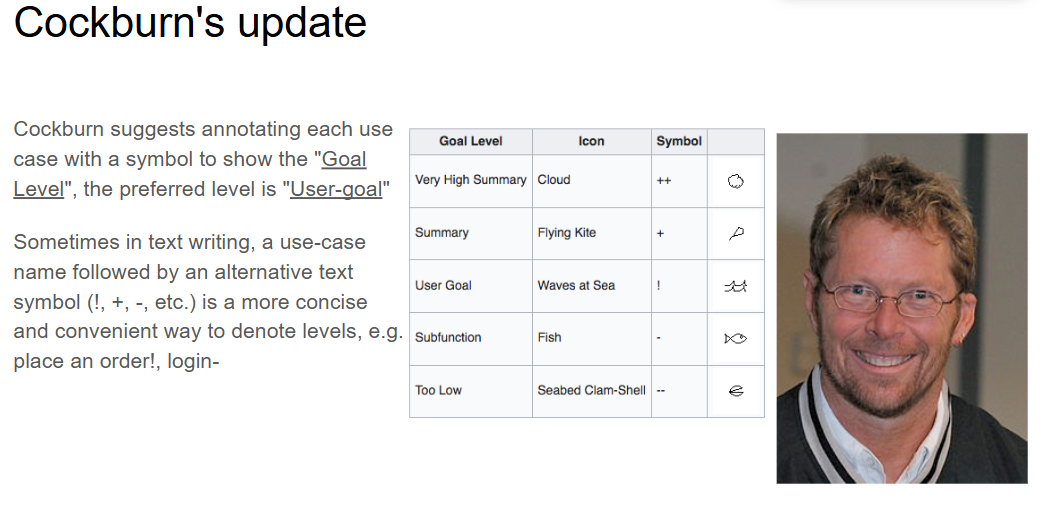 Cockburn's update
Cockburn suggests annotating each use
case with a symbol to show the "Goal
Level", the preferred level is "User-goal"
Sometimes in text writing, a use-case
name followed by an alternative text
symbol (!, +, -, etc.) is a more concise
and convenient way to denote levels, e.g.
place an order!, login-
Goal Level Icon Symbol
Very High Summary Cloud ++
Summary Flying Kite +
User Goal Waves at Sea !
Subfunction Fish -
Too Low Seabed Clam-Shell --